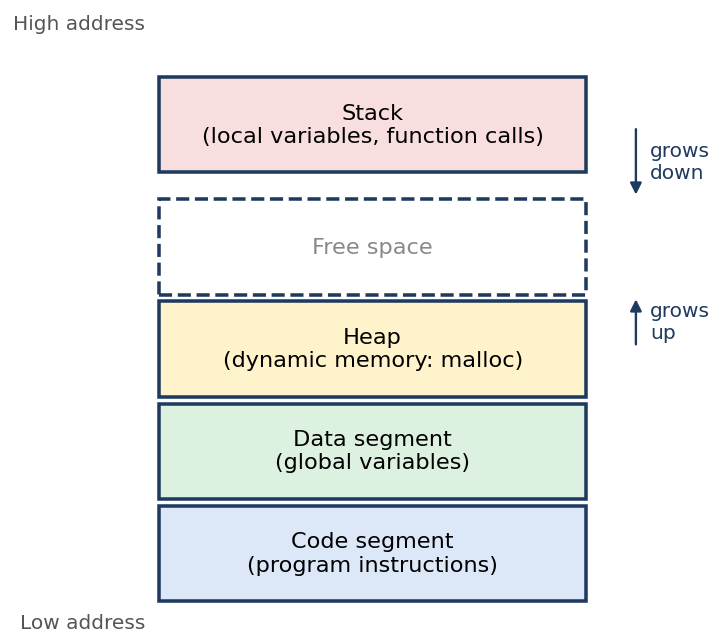 High address
Stack
(local variables, function calls)
grows
down
Free space
grows
up
Heap
(dynamic memory: malloc)
Data segment
(global variables)
Code segment
(program instructions)
Low address